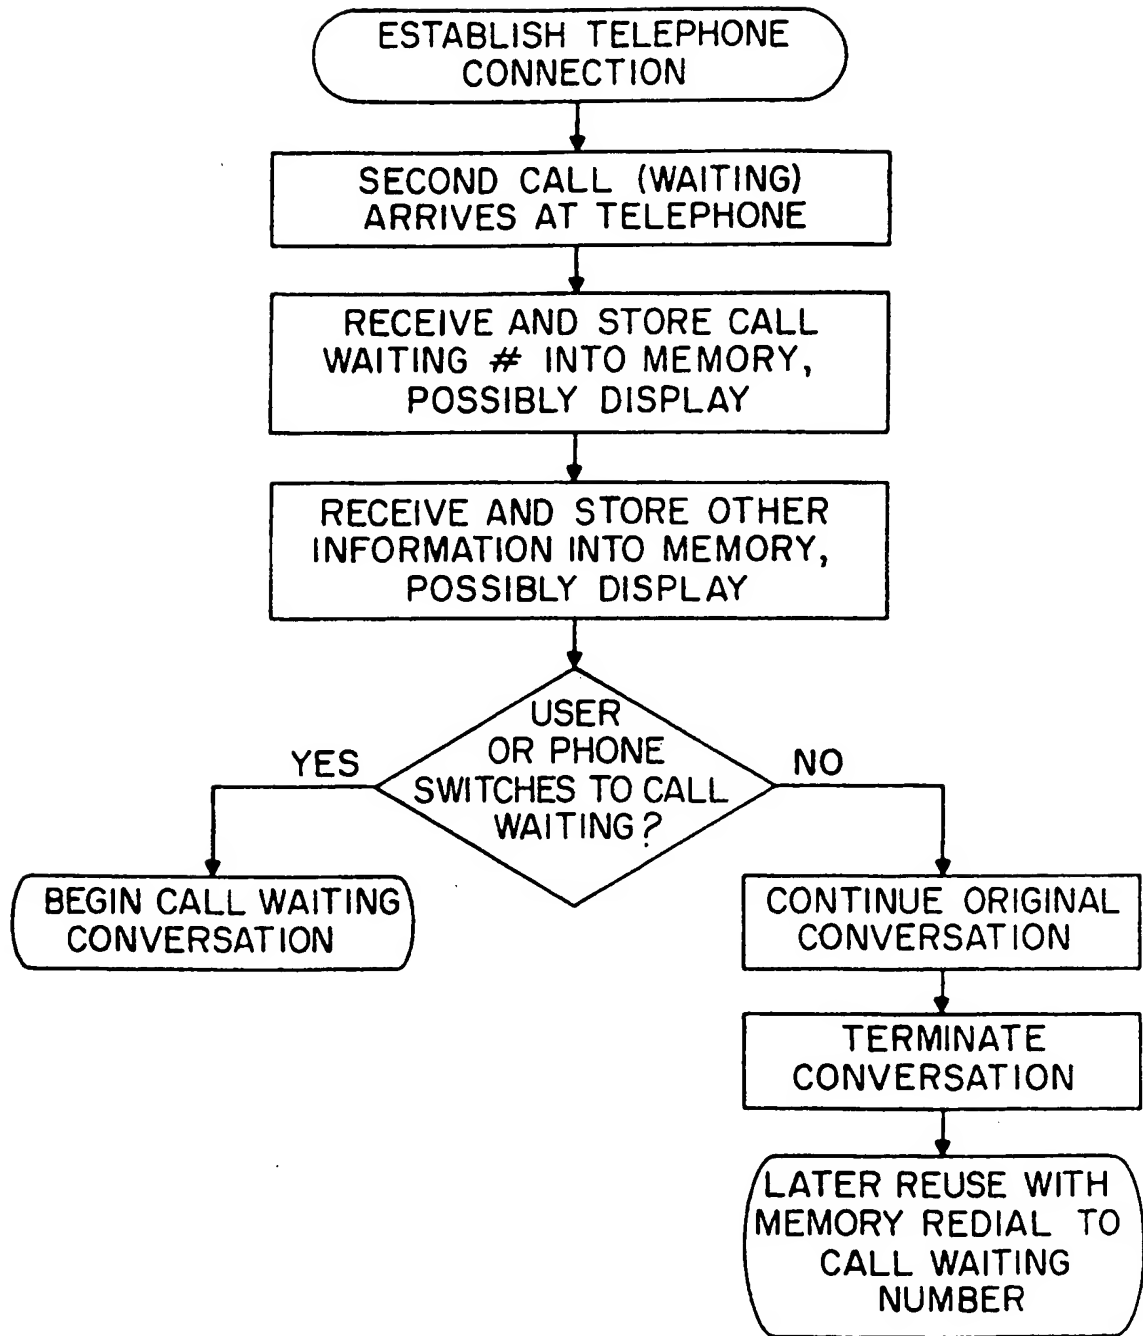 ESTABLISH TELEPHONE
CONNECTION
SECOND CALL (WAITING)
ARRIVES AT TELEPHONE
RECEIVE AND STORE CALL
WAITING # INTO MEMORY,
POSSIBLY DISPLAY
RECEIVE AND STORE OTHER
INFORMATION INTO MEMORY,
POSSIBLY DISPLAY
USER
OR PHONE
SWITCHES TO CALL
WAITING?
YES
NO
BEGIN CALL WAITING
CONVERSATION
CONTINUE ORIGINAL
CONVERSATION
TERMINATE
CONVERSATION
LATER REUSE WITH
MEMORY REDIAL TO
CALL WAITING
NUMBER